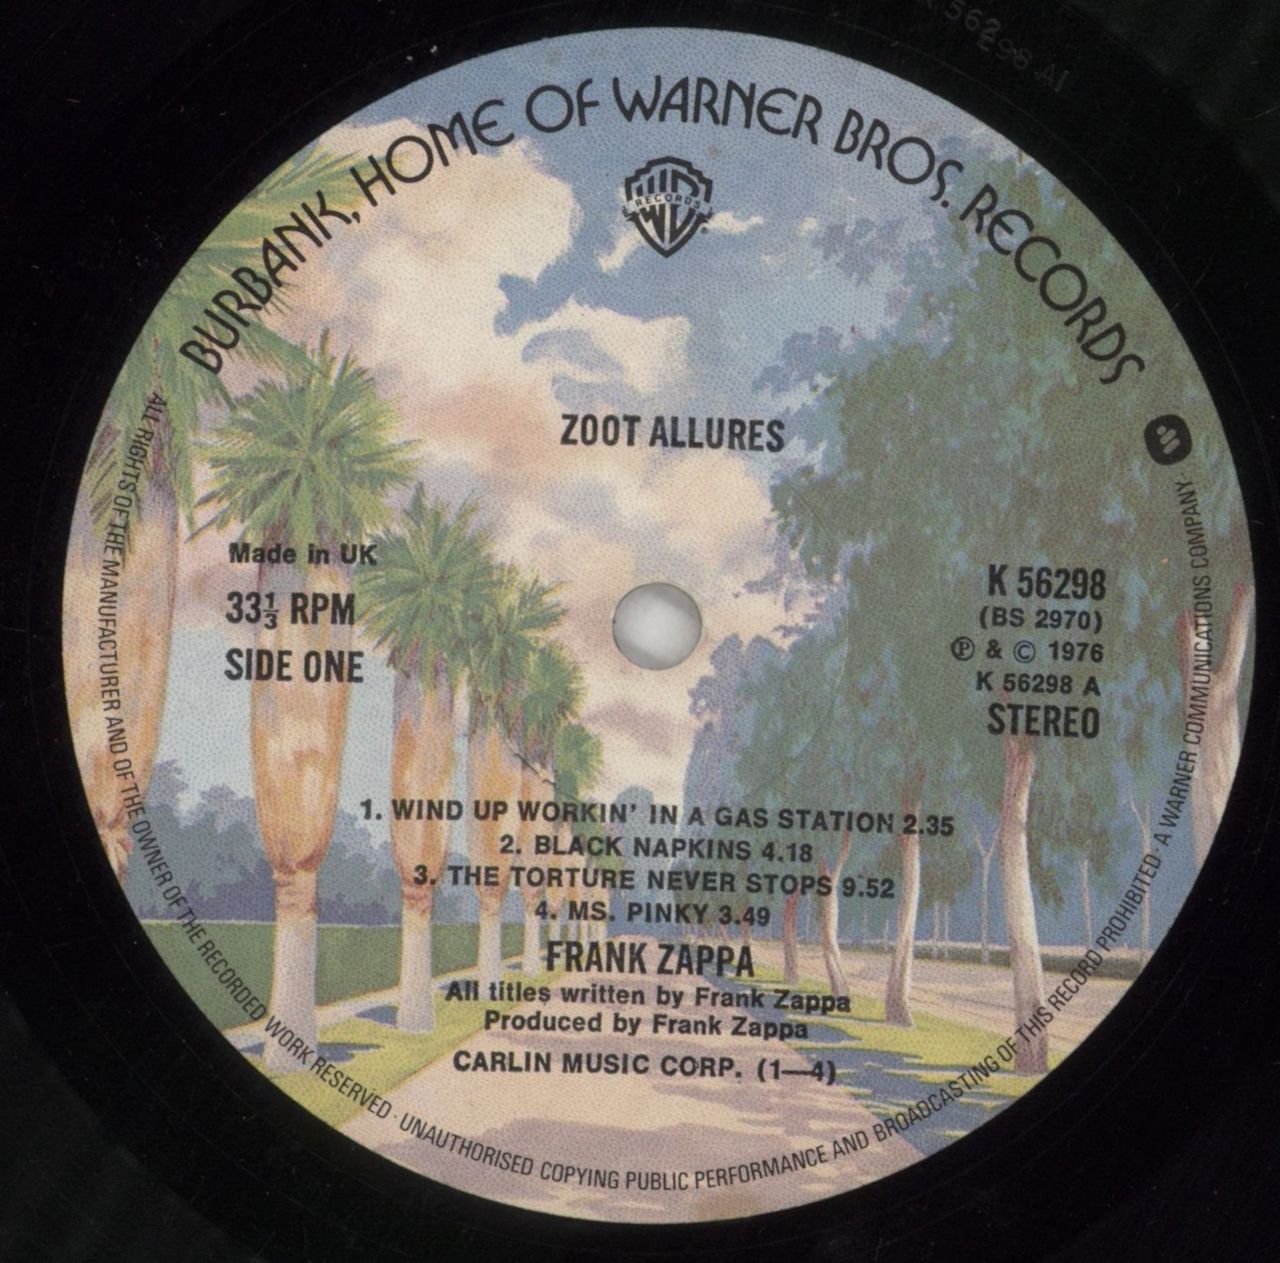 K 56298 A1
BURBANK, HOME OF WARNER BROS. RECORDS
WB
RECORDS
®
ZOOT ALLURES
Made in UK
33⅓ RPM
SIDE ONE
K 56298
(BS 2970)
℗ & © 1976
K 56298 A
STEREO
1. WIND UP WORKIN' IN A GAS STATION 2.35
2. BLACK NAPKINS 4.18
3. THE TORTURE NEVER STOPS 9.52
4. MS. PINKY 3.49
FRANK ZAPPA
All titles written by Frank Zappa
Produced by Frank Zappa
CARLIN MUSIC CORP. (1—4)
ALL RIGHTS OF THE MANUFACTURER AND OF THE OWNER OF THE RECORDED WORK RESERVED · UNAUTHORISED COPYING PUBLIC PERFORMANCE AND BROADCASTING OF THIS RECORD PROHIBITED · A WARNER COMMUNICATIONS COMPANY ·